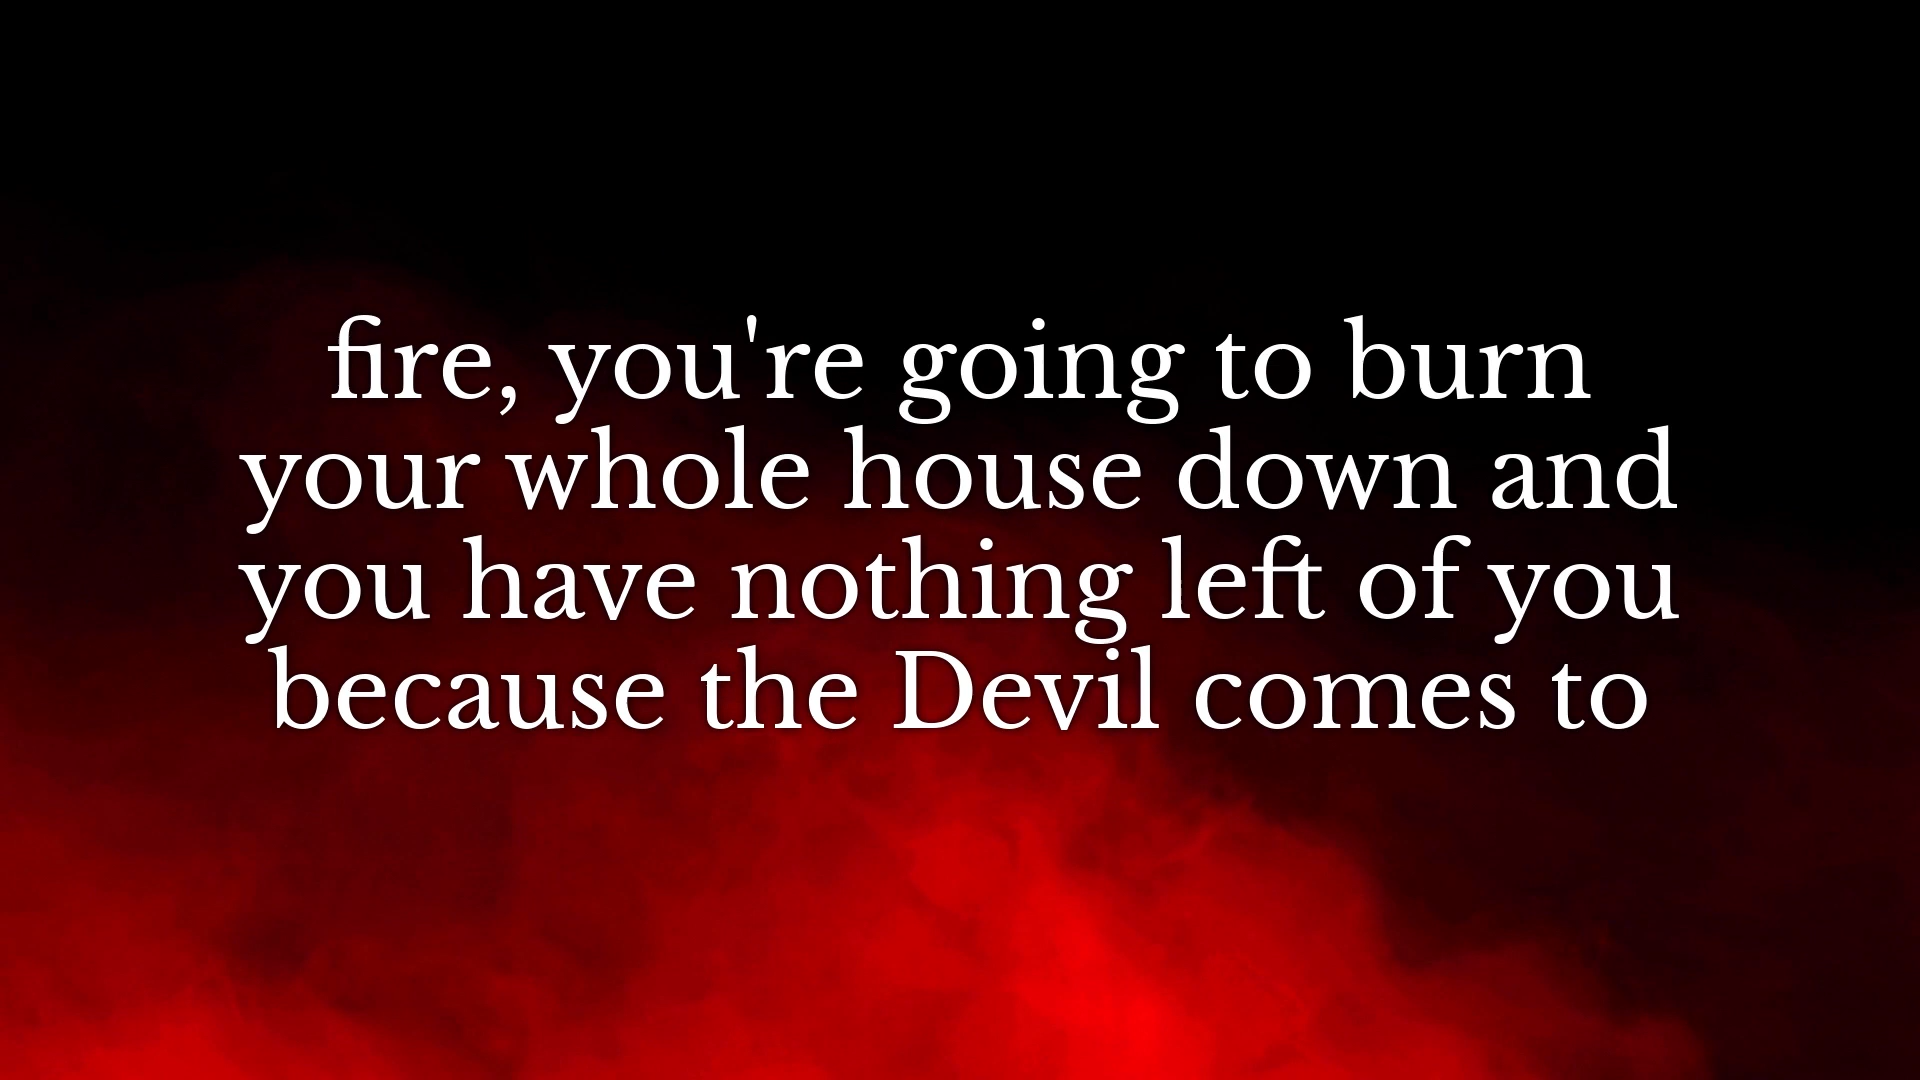 fire, you're going to burn
your whole house down and
you have nothing left of you
because the Devil comes to